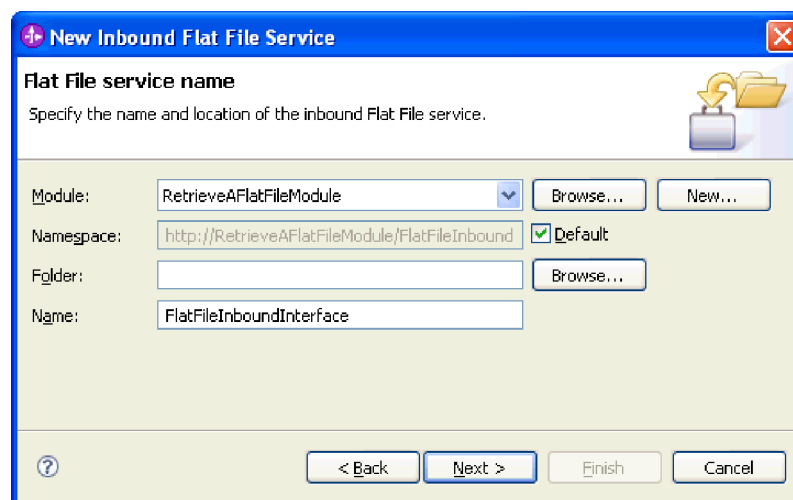 New Inbound Flat File Service
Flat File service name
Specify the name and location of the inbound Flat File service.
Module: RetrieveAFlatFileModule Browse... New...
Namespace: http://RetrieveAFlatFileModule/FlatFileInbound Default
Folder: Browse...
Name: FlatFileInboundInterface
? < Back Next > Finish Cancel